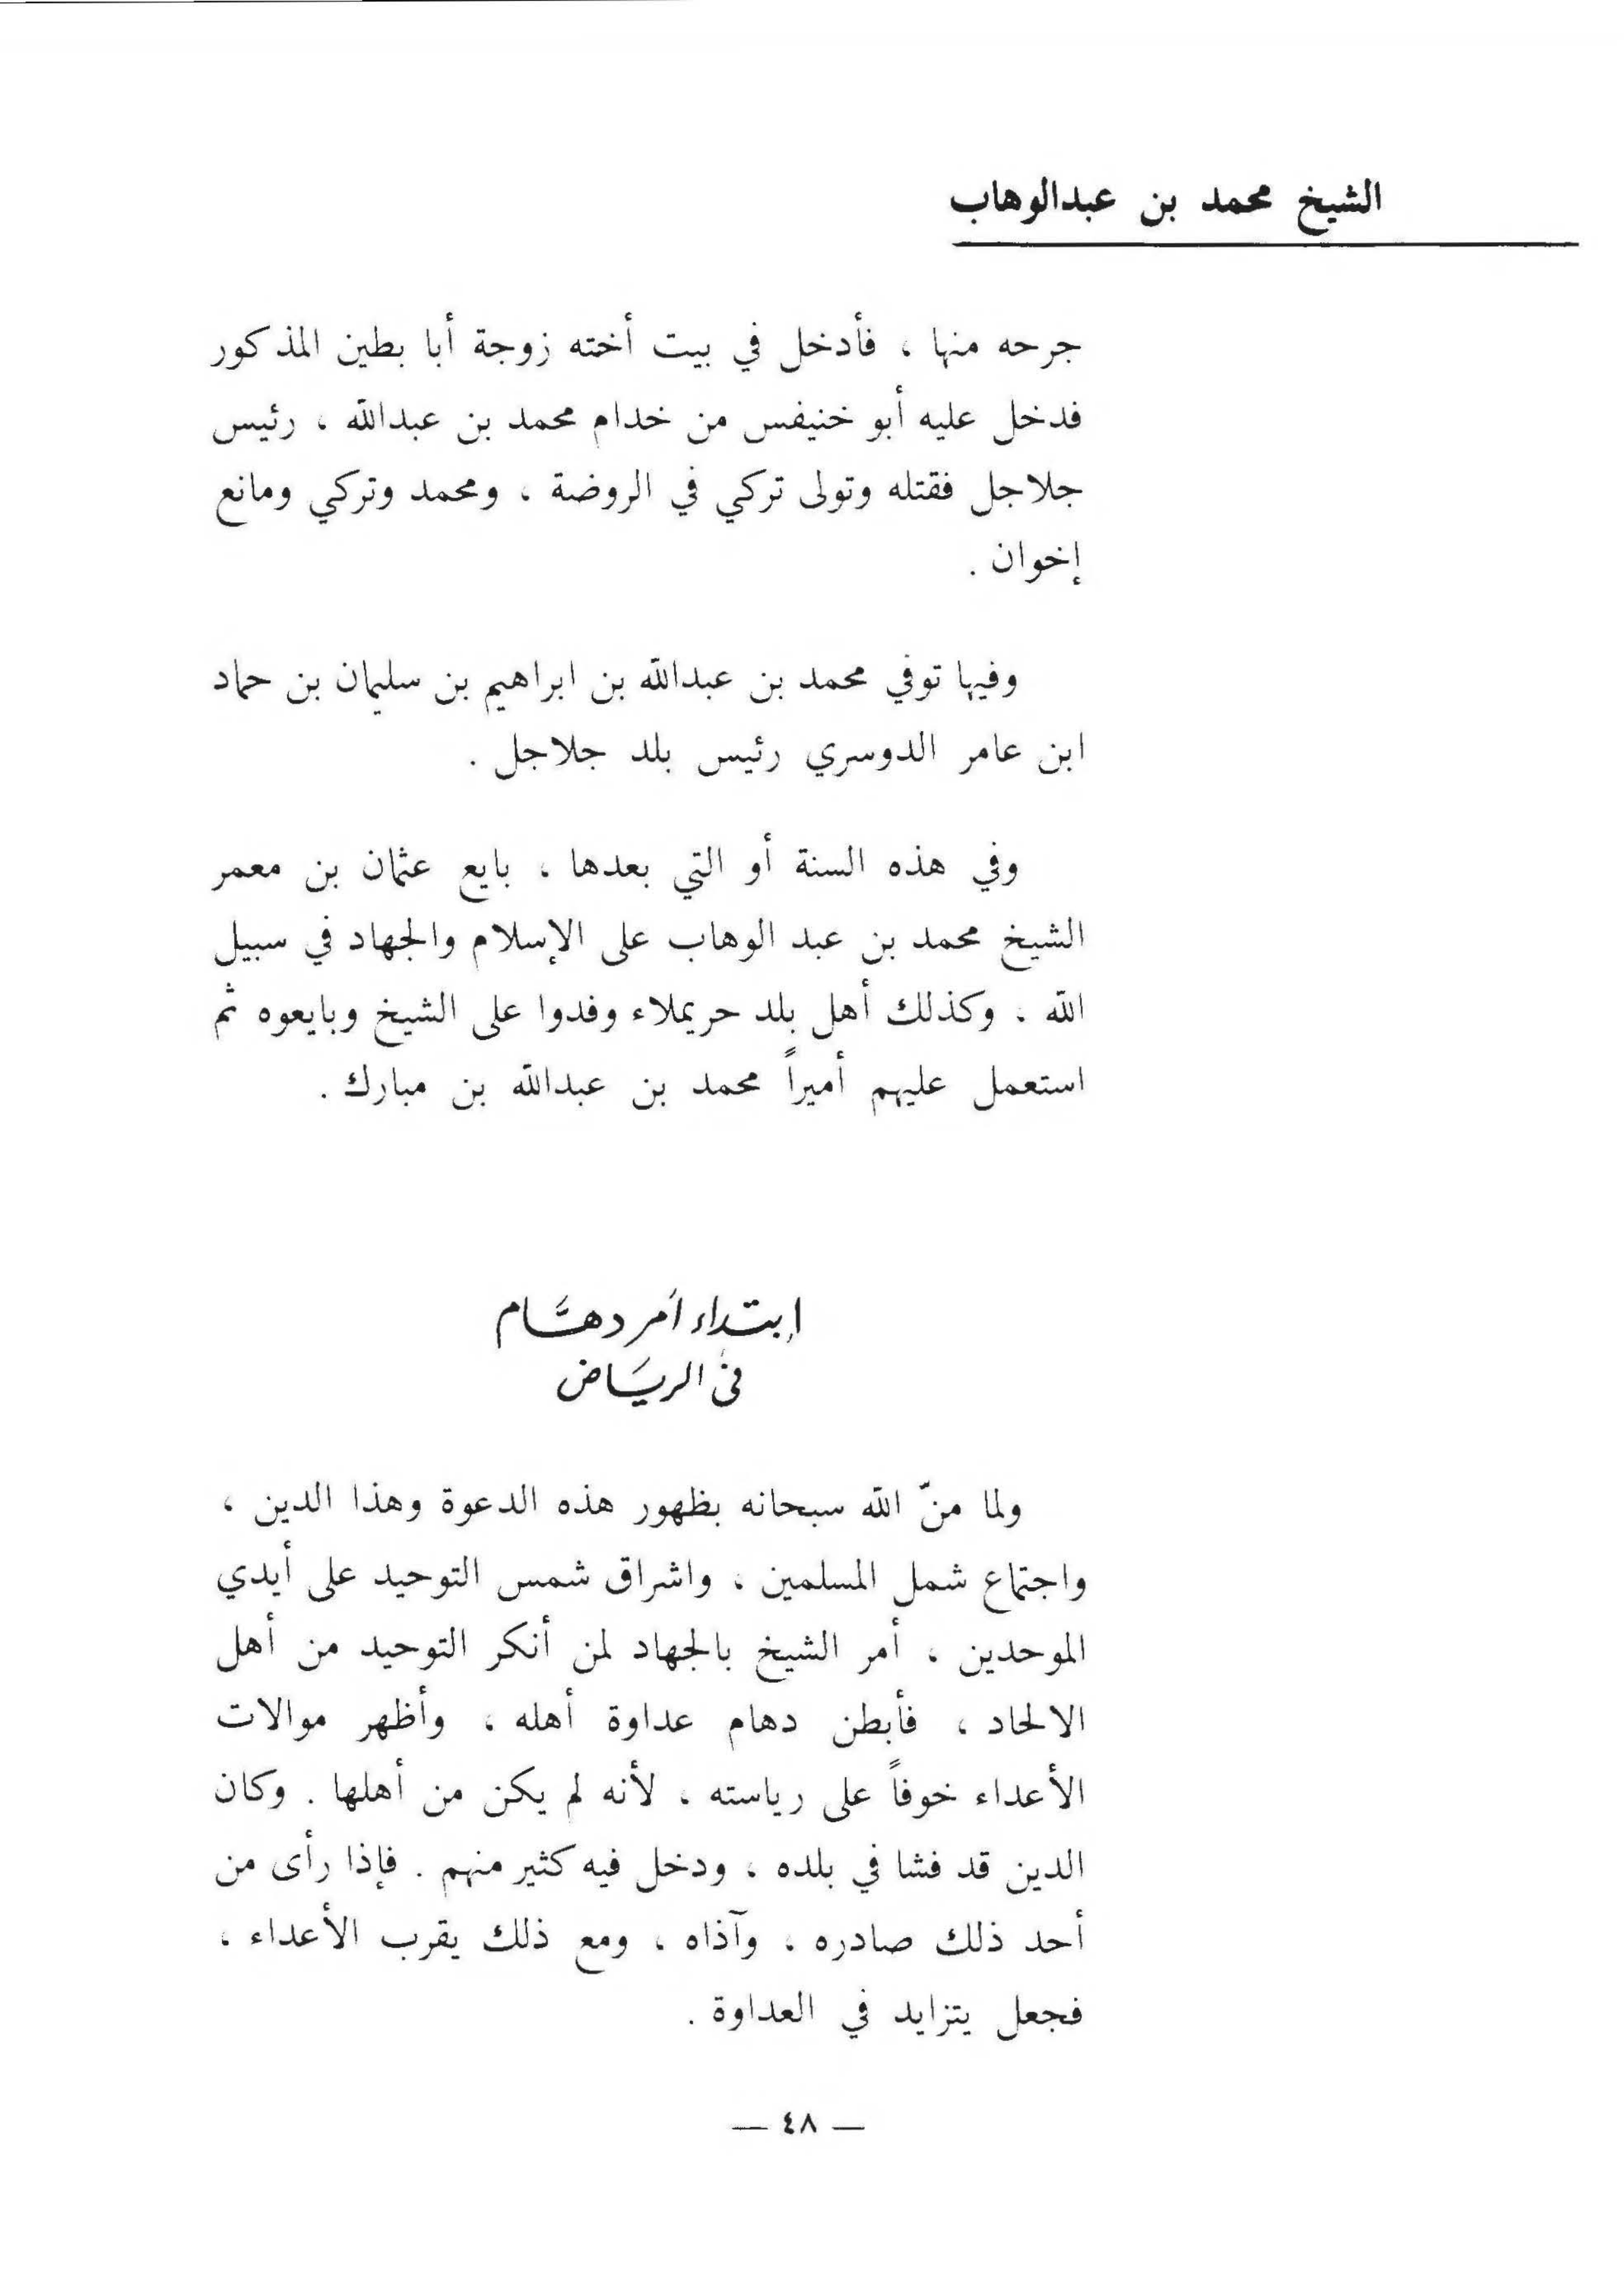 الشيخ محمد بن عبدالوهاب
جرحه منها ، فأدخل في بيت أخته زوجة أبا بطين المذكور
فدخل عليه أبو خنيفس من خدام محمد بن عبدالله ، رئيس
جلاجل فقتله وتولى تركي في الروضة ، ومحمد وتركي ومانع
إخوان .
وفيها توفي محمد بن عبدالله بن ابراهيم بن سليمان بن حماد
ابن عامر الدوسري رئيس بلد جلاجل .
وفي هذه السنة أو التي بعدها ، بايع عثمان بن معمر
الشيخ محمد بن عبد الوهاب على الإسلام والجهاد في سبيل
الله . وكذلك أهل بلد حريملاء وفدوا على الشيخ وبايعوه ثم
استعمل عليهم أميراً محمد بن عبدالله بن مبارك .
إبتداء أمر دهَّام
في الريَاض
ولما منّ الله سبحانه بظهور هذه الدعوة وهذا الدين ،
واجتماع شمل المسلمين ، واشراق شمس التوحيد على أيدي
الموحدين ، أمر الشيخ بالجهاد لمن أنكر التوحيد من أهل
الالحاد ، فأبطن دهام عداوة أهله ، وأظهر موالات
الأعداء خوفاً على رياسته ، لأنه لم يكن من أهلها . وكان
الدين قد فشا في بلده ، ودخل فيه كثير منهم . فإذا رأى من
أحد ذلك صادره ، وآذاه ، ومع ذلك يقرب الأعداء ،
فجعل يتزايد في العداوة .
— ٤٨ —